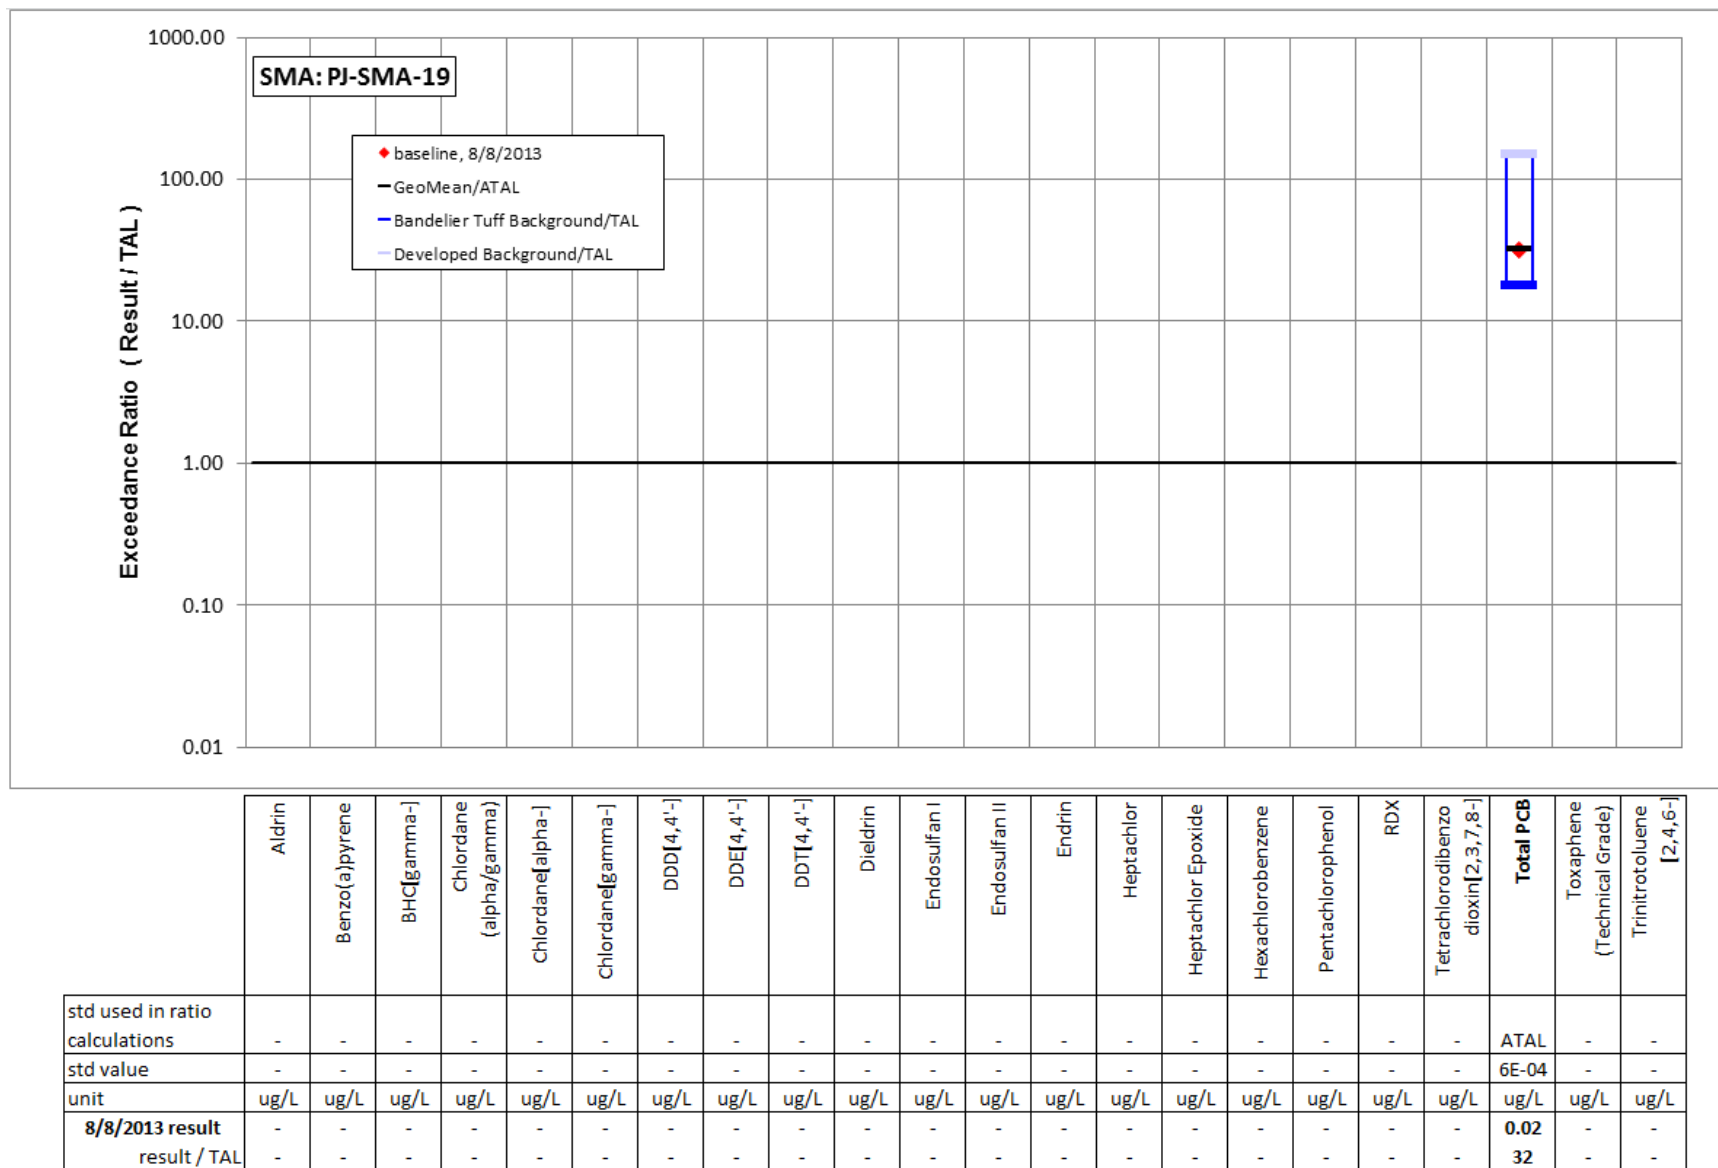 1000.00
SMA: PJ-SMA-19
baseline, 8/8/2013
GeoMean/ATAL
Bandelier Tuff Background/TAL
Developed Background/TAL
100.00
10.00
1.00
0.10
0.01
Exceedance Ratio ( Result / TAL )
Aldrin
Benzo(a)pyrene
BHC[gamma-]
Chlordane
(alpha/gamma)
Chlordane[alpha-]
Chlordane[gamma-]
DDD[4,4'-]
DDE[4,4'-]
DDT[4,4'-]
Dieldrin
Endosulfan I
Endosulfan II
Endrin
Heptachlor
Heptachlor Epoxide
Hexachlorobenzene
Pentachlorophenol
RDX
Tetrachlorodibenzo
dioxin[2,3,7,8-]
Total PCB
Toxaphene
(Technical Grade)
Trinitrotoluene
[2,4,6-]
std used in ratio
calculations - - - - - - - - - - - - - - - - - - - ATAL - -
std value - - - - - - - - - - - - - - - - - - - 6E-04 - -
unit ug/L ug/L ug/L ug/L ug/L ug/L ug/L ug/L ug/L ug/L ug/L ug/L ug/L ug/L ug/L ug/L ug/L ug/L ug/L ug/L ug/L ug/L
8/8/2013 result - - - - - - - - - - - - - - - - - - - 0.02 - -
result / TAL - - - - - - - - - - - - - - - - - - - 32 - -